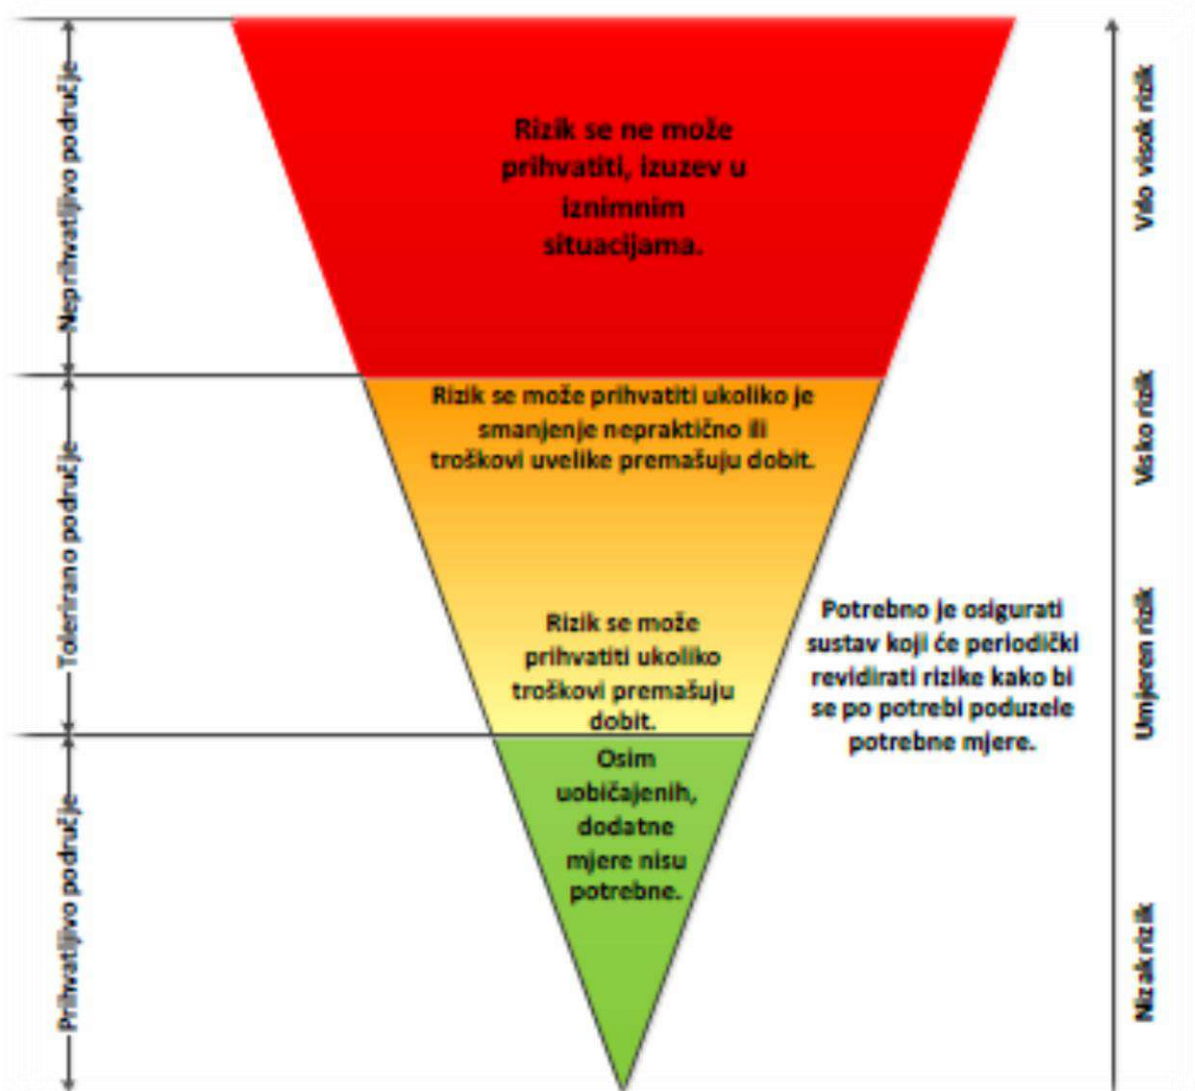 Neprihvatljivo područje
Tolerirano područje
Prihvatljivo područje
Rizik se ne može
prihvatiti, izuzev u
iznimnim
situacijama.
Rizik se može prihvatiti ukoliko je
smanjenje nepraktično ili
troškovi uvelike premašuju dobit.
Rizik se može
prihvatiti ukoliko
troškovi premašuju
dobit.
Osim
uobičajenih,
dodatne
mjere nisu
potrebne.
Potrebno je osigurati
sustav koji će periodički
revidirati rizike kako bi
se po potrebi poduzele
potrebne mjere.
Vrlo visok rizik
Visko rizik
Umjeren rizik
Nizak rizik